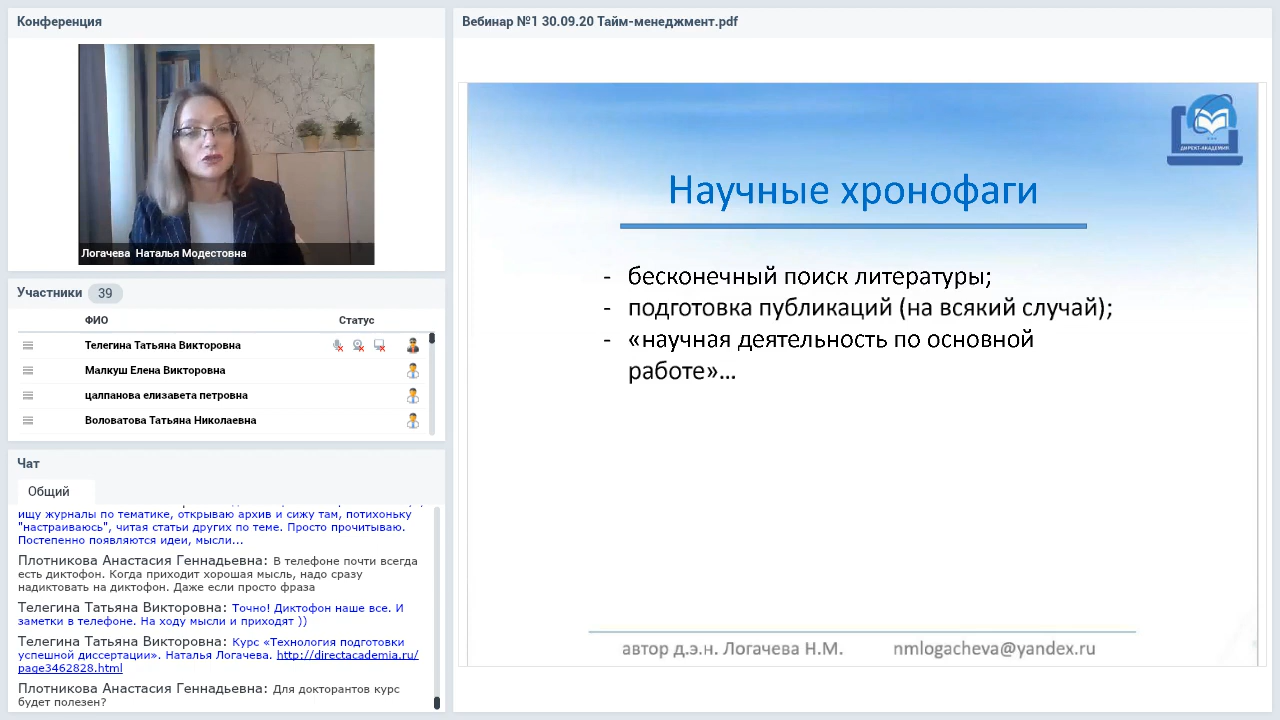 Конференция
Логачева Наталья Модестовна
Участники 39
ФИО Статус
Телегина Татьяна Викторовна
Малкуш Елена Викторовна
цалпанова елизавета петровна
Воловатова Татьяна Николаевна
Чат
Общий
ищу журналы по тематике, открываю архив и сижу там, потихоньку
"настраиваюсь", читая статьи других по теме. Просто прочитываю.
Постепенно появляются идеи, мысли...
Плотникова Анастасия Геннадьевна: В телефоне почти всегда
есть диктофон. Когда приходит хорошая мысль, надо сразу
надиктовать на диктофон. Даже если просто фраза
Телегина Татьяна Викторовна: Точно! Диктофон наше все. И
заметки в телефоне. На ходу мысли и приходят ))
Телегина Татьяна Викторовна: Курс «Технология подготовки
успешной диссертации». Наталья Логачева. http://directacademia.ru/
page3462828.html
Плотникова Анастасия Геннадьевна: Для докторантов курс
будет полезен?
Вебинар №1 30.09.20 Тайм-менеджмент.pdf
ДИРЕКТ-АКАДЕМИЯ
Научные хронофаги
- бесконечный поиск литературы;
- подготовка публикаций (на всякий случай);
- «научная деятельность по основной
работе»...
автор д.э.н. Логачева Н.М. nmlogacheva@yandex.ru